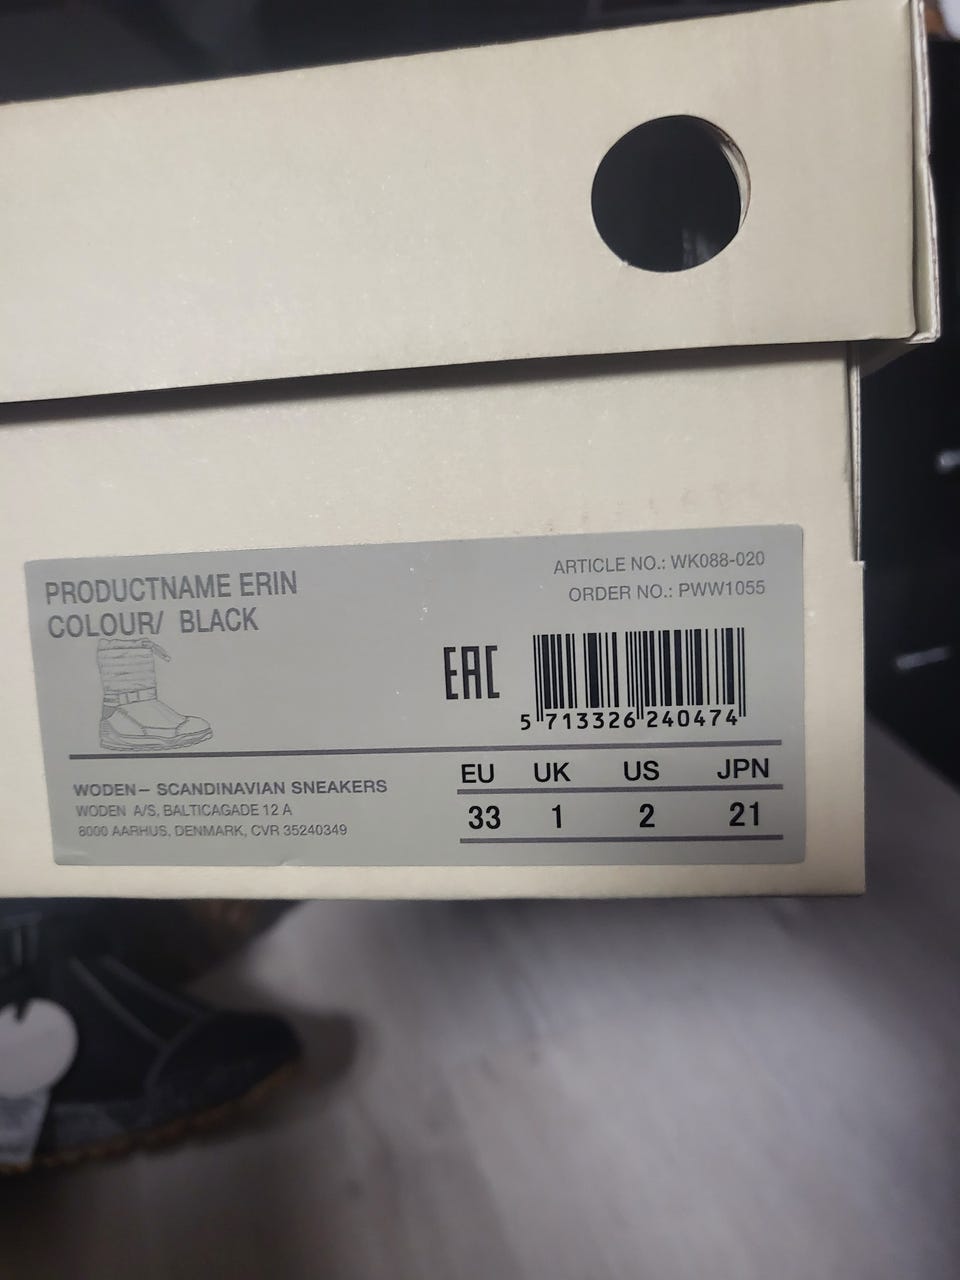 PRODUCTNAME ERIN
COLOUR/ BLACK
ARTICLE NO.: WK088-020
ORDER NO.: PWW1055
EAC
5 713326 240474
WODEN– SCANDINAVIAN SNEAKERS
WODEN A/S, BALTICAGADE 12 A
8000 AARHUS, DENMARK, CVR 35240349
EU UK US JPN
33 1 2 21